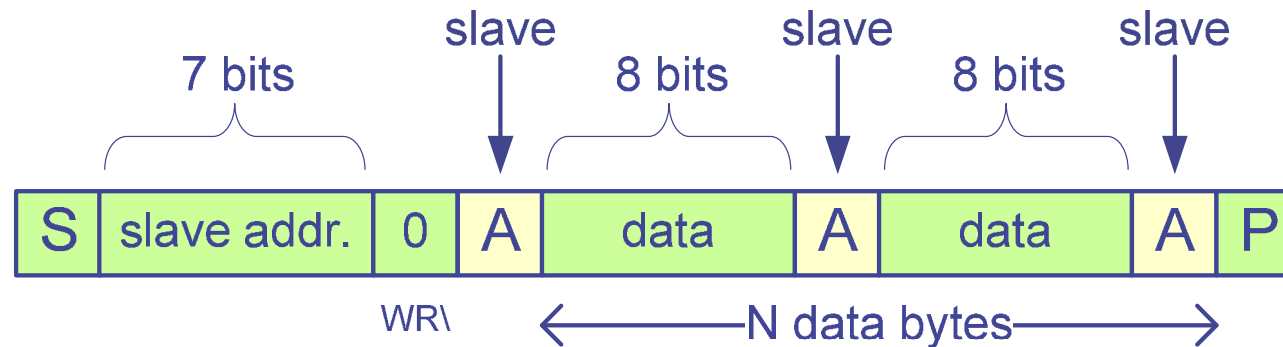 slave slave slave
7 bits 8 bits 8 bits
S slave addr. 0 A data A data A P
WR\ N data bytes